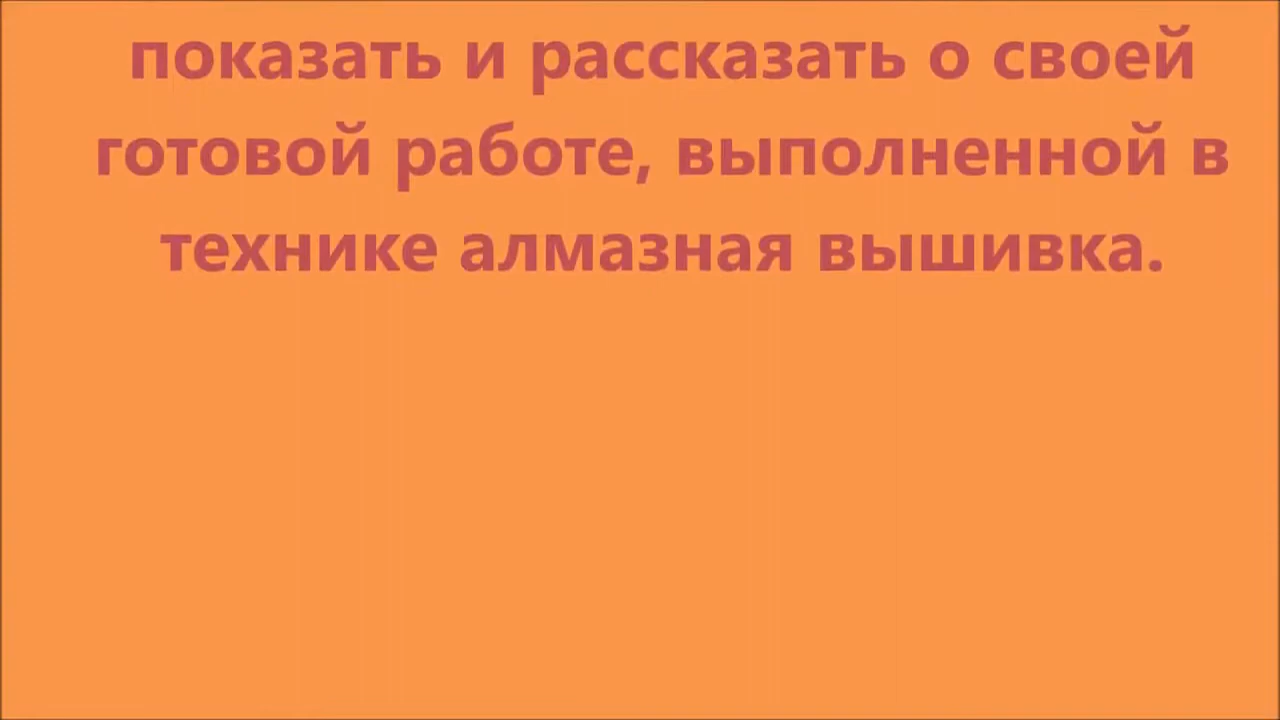 показать и рассказать о своей
готовой работе, выполненной в
технике алмазная вышивка.